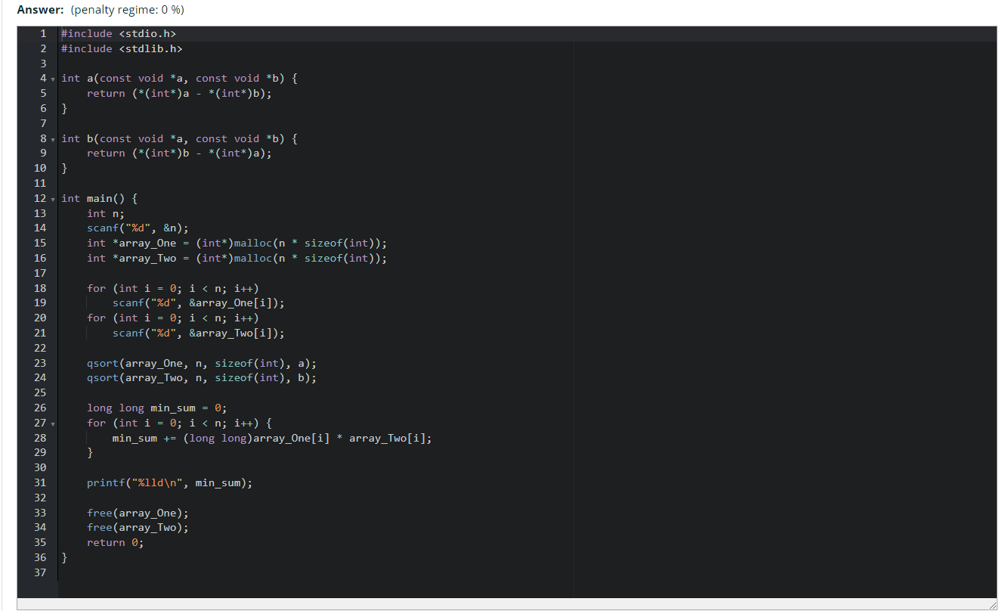 Answer: (penalty regime: 0 %)
1 #include <stdio.h>
2 #include <stdlib.h>
3
4 int a(const void *a, const void *b) {
5     return (*(int*)a - *(int*)b);
6 }
7
8 int b(const void *a, const void *b) {
9     return (*(int*)b - *(int*)a);
10 }
11
12 int main() {
13     int n;
14     scanf("%d", &n);
15     int *array_One = (int*)malloc(n * sizeof(int));
16     int *array_Two = (int*)malloc(n * sizeof(int));
17
18     for (int i = 0; i < n; i++)
19         scanf("%d", &array_One[i]);
20     for (int i = 0; i < n; i++)
21         scanf("%d", &array_Two[i]);
22
23     qsort(array_One, n, sizeof(int), a);
24     qsort(array_Two, n, sizeof(int), b);
25
26     long long min_sum = 0;
27     for (int i = 0; i < n; i++) {
28         min_sum += (long long)array_One[i] * array_Two[i];
29     }
30
31     printf("%lld\n", min_sum);
32
33     free(array_One);
34     free(array_Two);
35     return 0;
36 }
37